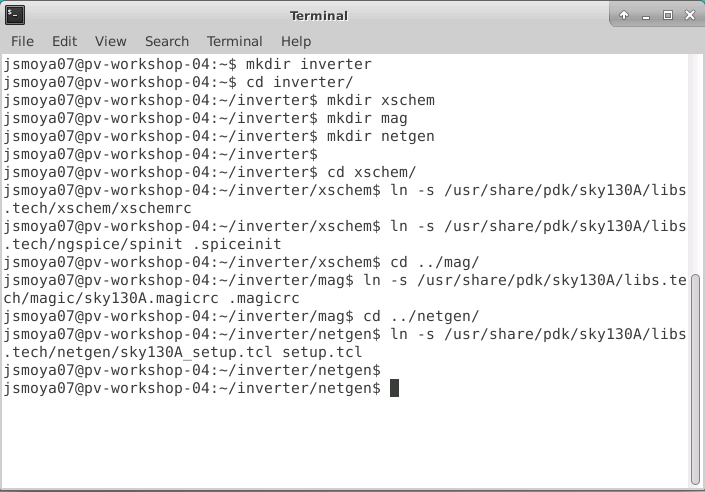 Terminal
File Edit View Search Terminal Help
jsmoya07@pv-workshop-04:~$ mkdir inverter
jsmoya07@pv-workshop-04:~$ cd inverter/
jsmoya07@pv-workshop-04:~/inverter$ mkdir xschem
jsmoya07@pv-workshop-04:~/inverter$ mkdir mag
jsmoya07@pv-workshop-04:~/inverter$ mkdir netgen
jsmoya07@pv-workshop-04:~/inverter$
jsmoya07@pv-workshop-04:~/inverter$ cd xschem/
jsmoya07@pv-workshop-04:~/inverter/xschem$ ln -s /usr/share/pdk/sky130A/libs
.tech/xschem/xschemrc
jsmoya07@pv-workshop-04:~/inverter/xschem$ ln -s /usr/share/pdk/sky130A/libs
.tech/ngspice/spinit .spiceinit
jsmoya07@pv-workshop-04:~/inverter/xschem$ cd ../mag/
jsmoya07@pv-workshop-04:~/inverter/mag$ ln -s /usr/share/pdk/sky130A/libs.te
ch/magic/sky130A.magicrc .magicrc
jsmoya07@pv-workshop-04:~/inverter/mag$ cd ../netgen/
jsmoya07@pv-workshop-04:~/inverter/netgen$ ln -s /usr/share/pdk/sky130A/libs
.tech/netgen/sky130A_setup.tcl setup.tcl
jsmoya07@pv-workshop-04:~/inverter/netgen$
jsmoya07@pv-workshop-04:~/inverter/netgen$